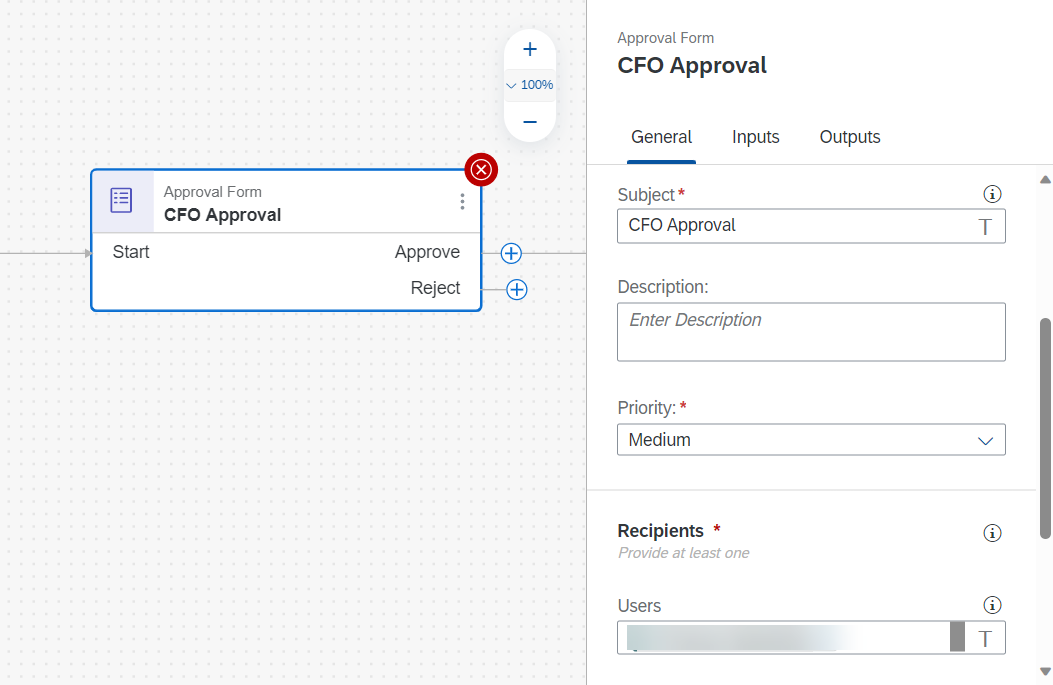 +
100%
−
Approval Form
CFO Approval
Start
Approve
Reject
Approval Form
CFO Approval
General Inputs Outputs
Subject*
CFO Approval
T
Description:
Enter Description
Priority: *
Medium
Recipients *
Provide at least one
Users
T